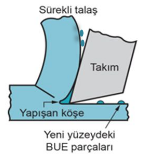 Sürekli talaş
Takım
Yapışan köşe
Yeni yüzeydeki
BUE parçaları